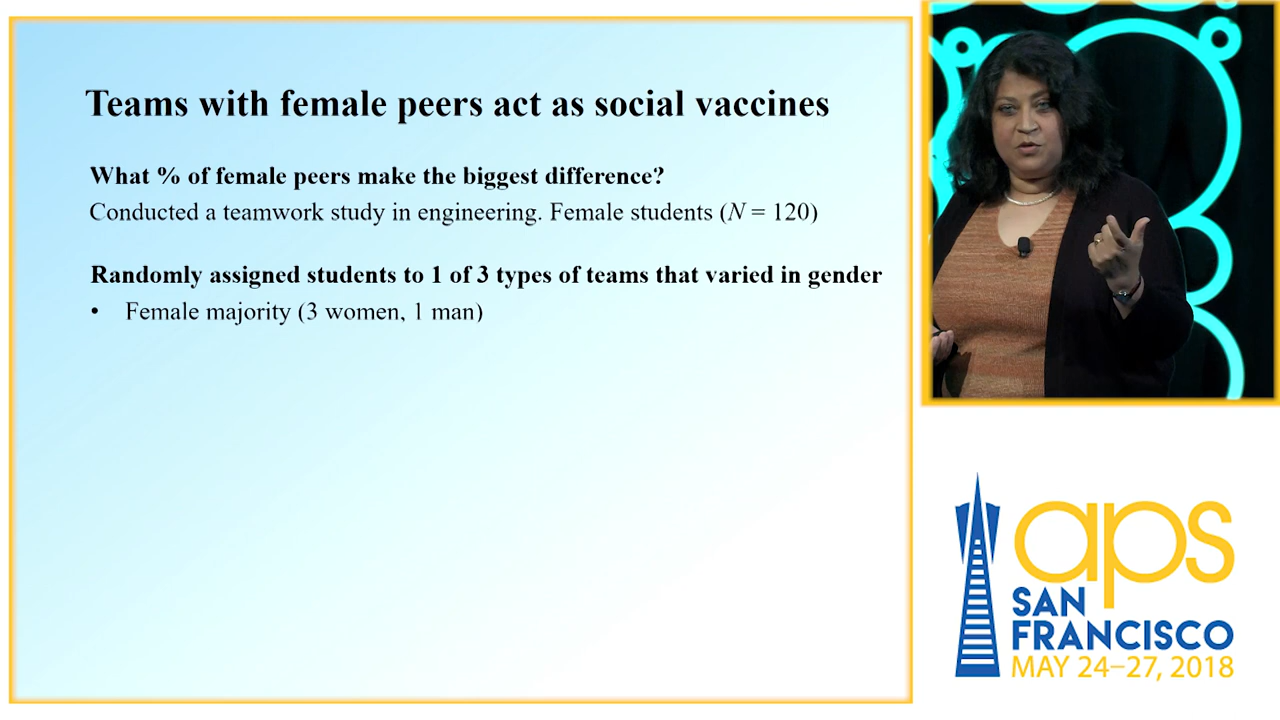 Teams with female peers act as social vaccines
What % of female peers make the biggest difference?
Conducted a teamwork study in engineering. Female students (N = 120)
Randomly assigned students to 1 of 3 types of teams that varied in gender
• Female majority (3 women, 1 man)
aps
SAN
FRANCISCO
MAY 24–27, 2018